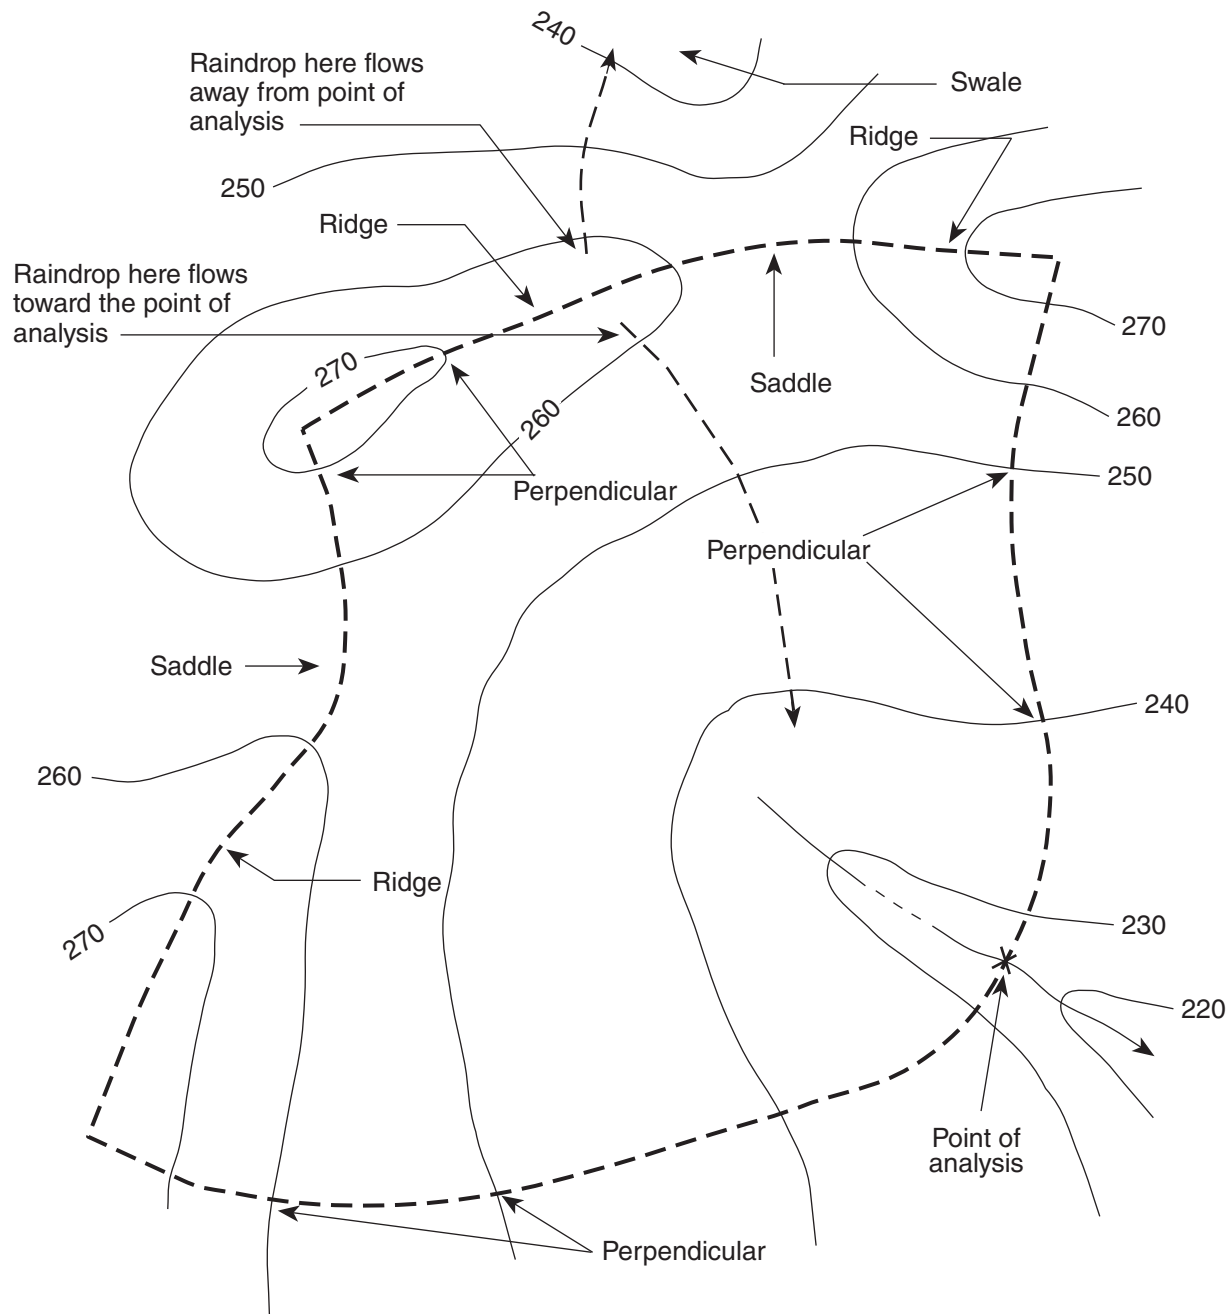 240
Raindrop here flows
away from point of
analysis
Swale
Ridge
250
Ridge
Raindrop here flows
toward the point of
analysis
270
270
Saddle
260
260
250
Perpendicular
Perpendicular
Saddle
240
260
Ridge
270
230
220
Point of
analysis
Perpendicular